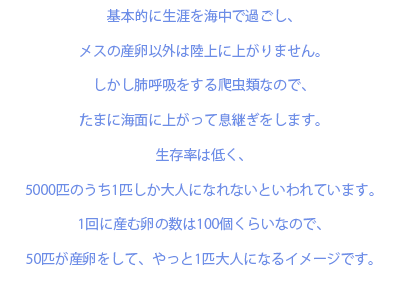 基本的に生涯を海中で過ごし、
メスの産卵以外は陸上に上がりません。
しかし肺呼吸をする爬虫類なので、
たまに海面に上がって息継ぎをします。
生存率は低く、
5000匹のうち1匹しか大人になれないといわれています。
1回に産む卵の数は100個くらいなので、
50匹が産卵をして、やっと1匹大人になるイメージです。